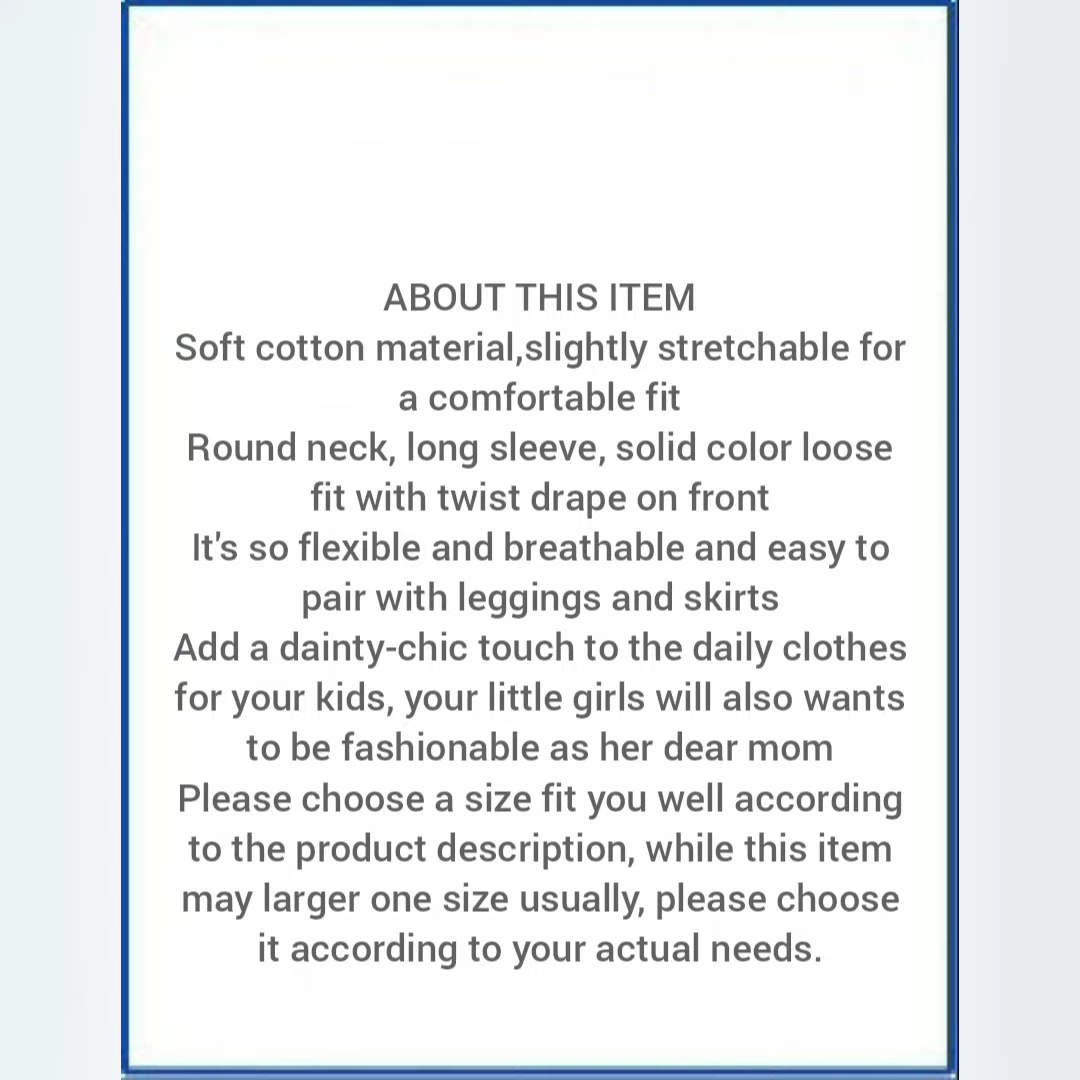 ABOUT THIS ITEM
Soft cotton material,slightly stretchable for
a comfortable fit
Round neck, long sleeve, solid color loose
fit with twist drape on front
It's so flexible and breathable and easy to
pair with leggings and skirts
Add a dainty-chic touch to the daily clothes
for your kids, your little girls will also wants
to be fashionable as her dear mom
Please choose a size fit you well according
to the product description, while this item
may larger one size usually, please choose
it according to your actual needs.